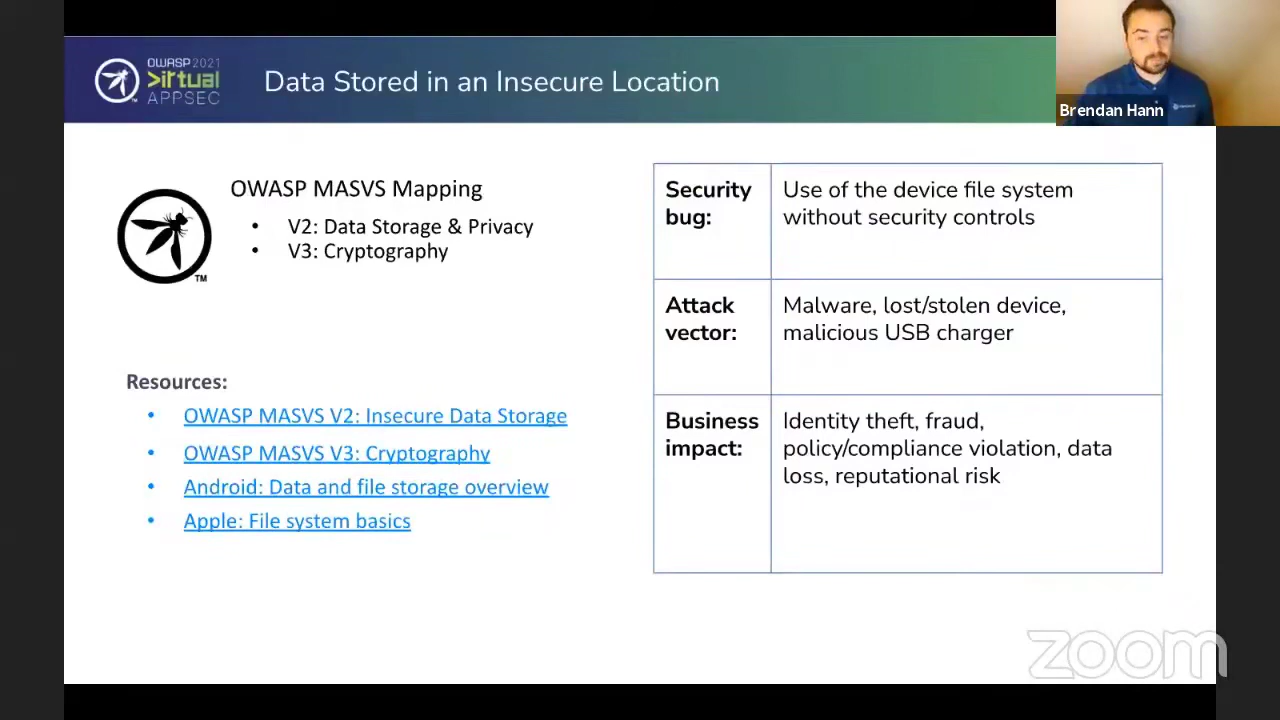 OWASP 2021
Virtual
APPSEC
Data Stored in an Insecure Location
Brendan Hann
OWASP MASVS Mapping
• V2: Data Storage & Privacy
• V3: Cryptography
TM
Resources:
• OWASP MASVS V2: Insecure Data Storage
• OWASP MASVS V3: Cryptography
• Android: Data and file storage overview
• Apple: File system basics
Security
bug:
Use of the device file system
without security controls
Attack
vector:
Malware, lost/stolen device,
malicious USB charger
Business
impact:
Identity theft, fraud,
policy/compliance violation, data
loss, reputational risk
zoom